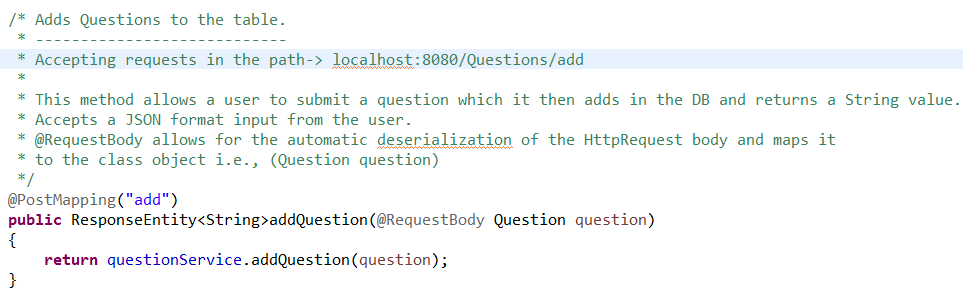 /* Adds Questions to the table.
 * ----------------------------
 * Accepting requests in the path-> localhost:8080/Questions/add
 *
 * This method allows a user to submit a question which it then adds in the DB and returns a String value.
 * Accepts a JSON format input from the user.
 * @RequestBody allows for the automatic deserialization of the HttpRequest body and maps it
 * to the class object i.e., (Question question)
 */
@PostMapping("add")
public ResponseEntity<String>addQuestion(@RequestBody Question question)
{
    return questionService.addQuestion(question);
}